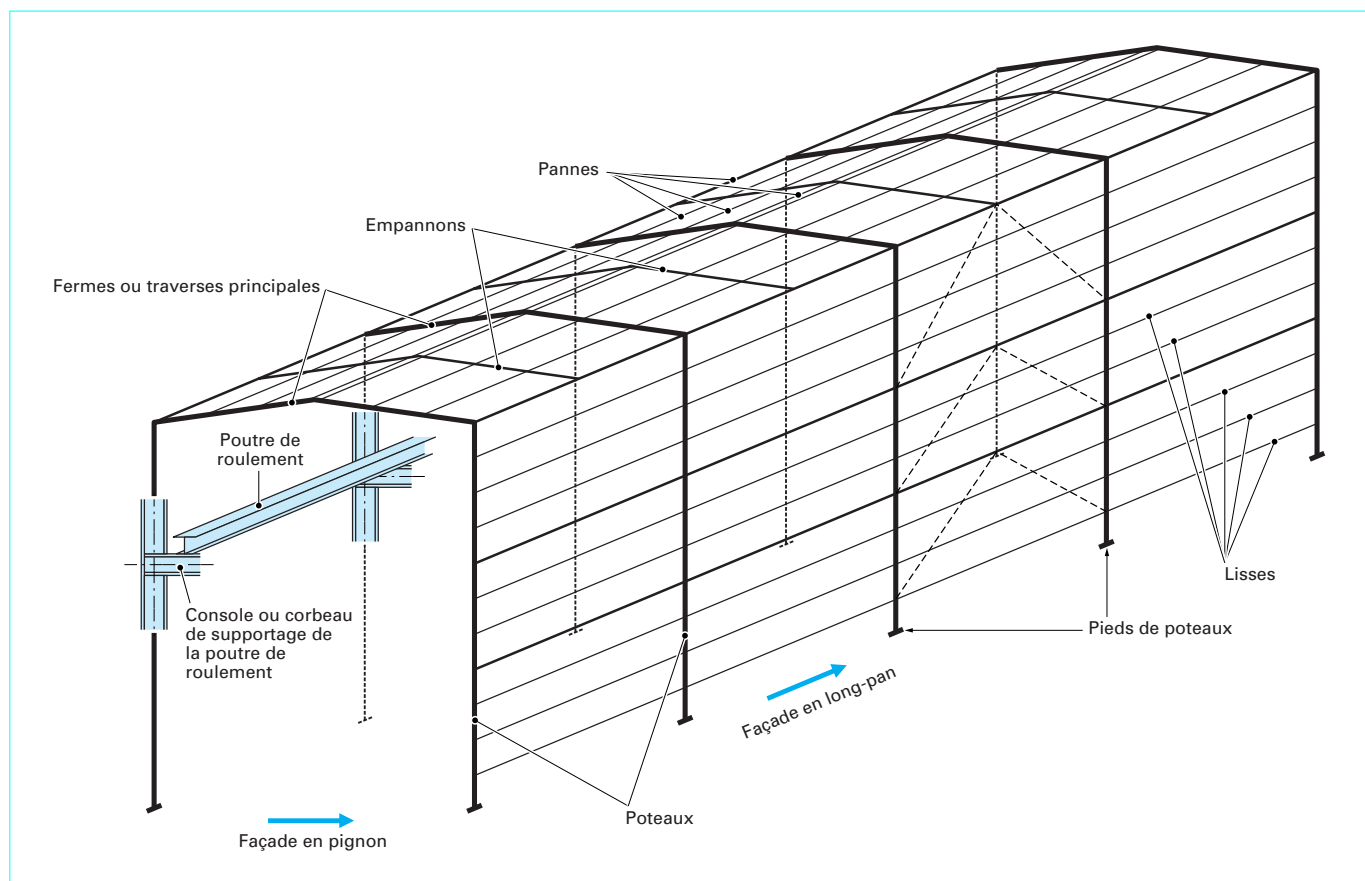 Pannes
Empannons
Fermes ou traverses principales
Poutre de
roulement
Console ou corbeau
de supportage de
la poutre de
roulement
Lisses
Pieds de poteaux
Façade en long-pan
Poteaux
Façade en pignon